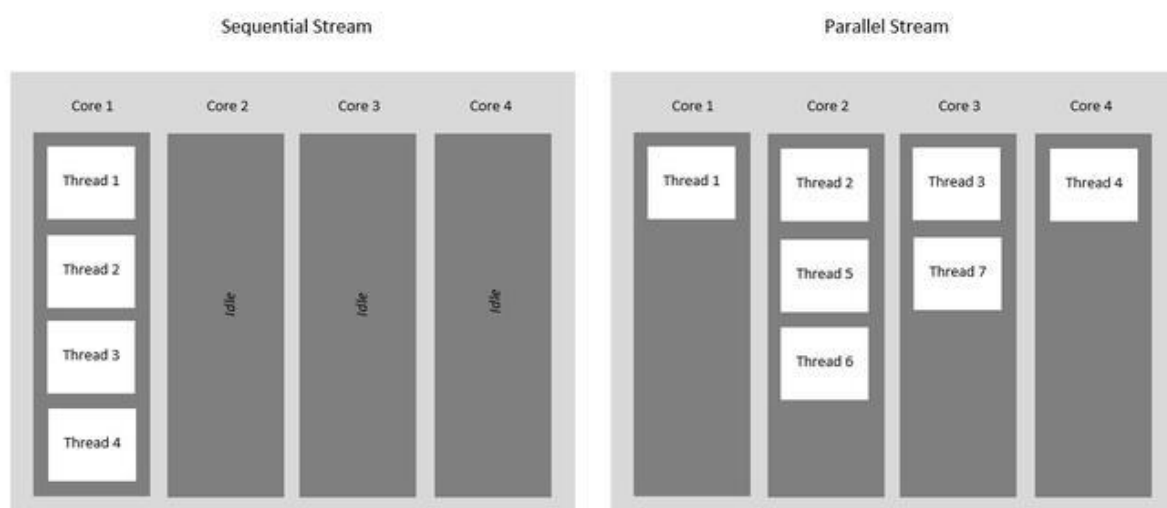 Sequential Stream
Core 1
Core 2
Core 3
Core 4
Thread 1
Thread 2
Thread 3
Thread 4
Idle
Idle
Idle
Parallel Stream
Core 1
Core 2
Core 3
Core 4
Thread 1
Thread 2
Thread 3
Thread 4
Thread 5
Thread 7
Thread 6